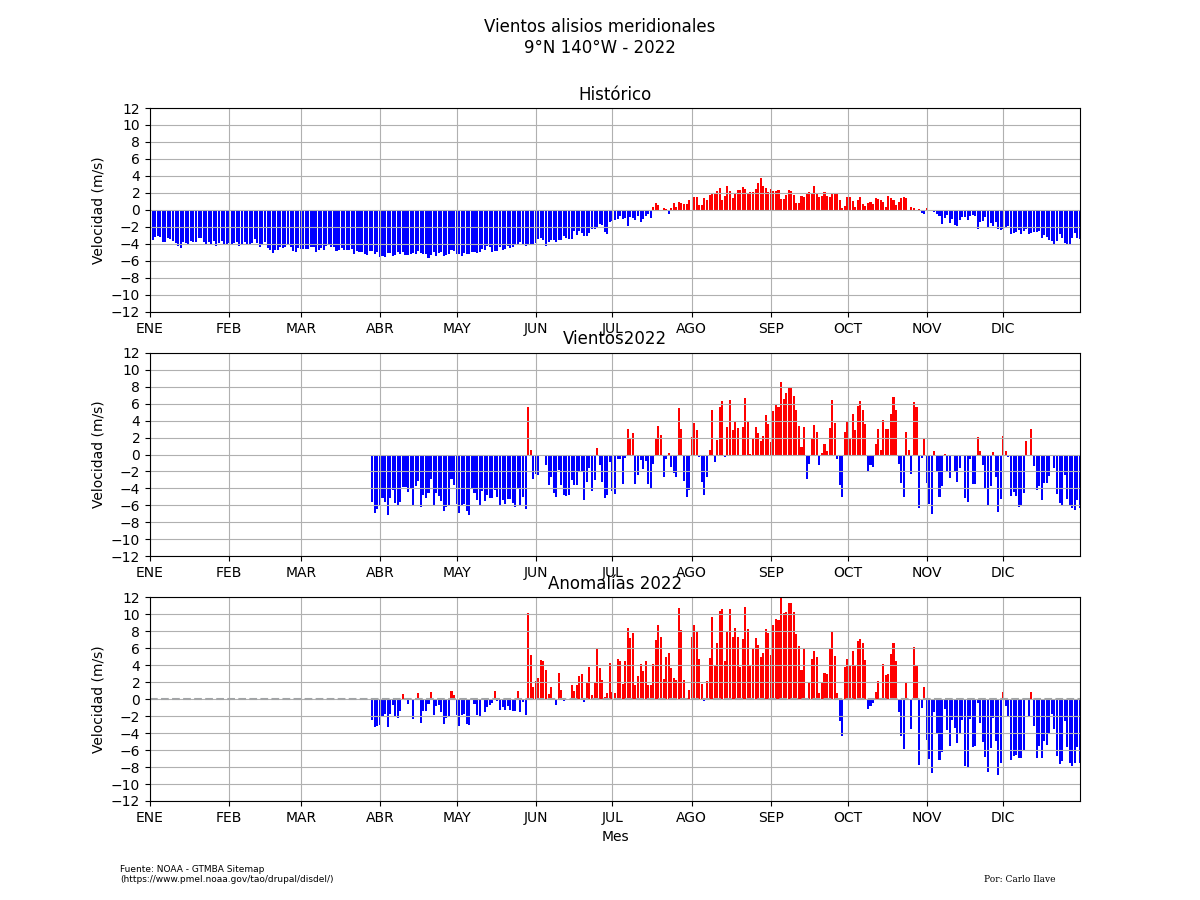 Vientos alisios meridionales
9°N 140°W - 2022
Histórico
12
10
8
6
4
2
0
−2
−4
−6
−8
−10
−12
Velocidad (m/s)
ENE FEB MAR ABR MAY JUN JUL AGO SEP OCT NOV DIC
Vientos2022
12
10
8
6
4
2
0
−2
−4
−6
−8
−10
−12
Velocidad (m/s)
ENE FEB MAR ABR MAY JUN JUL AGO SEP OCT NOV DIC
Anomalías 2022
12
10
8
6
4
2
0
−2
−4
−6
−8
−10
−12
Velocidad (m/s)
ENE FEB MAR ABR MAY JUN JUL AGO SEP OCT NOV DIC
Mes
Fuente: NOAA - GTMBA Sitemap
(https://www.pmel.noaa.gov/tao/drupal/disdel/)
Por: Carlo Ilave